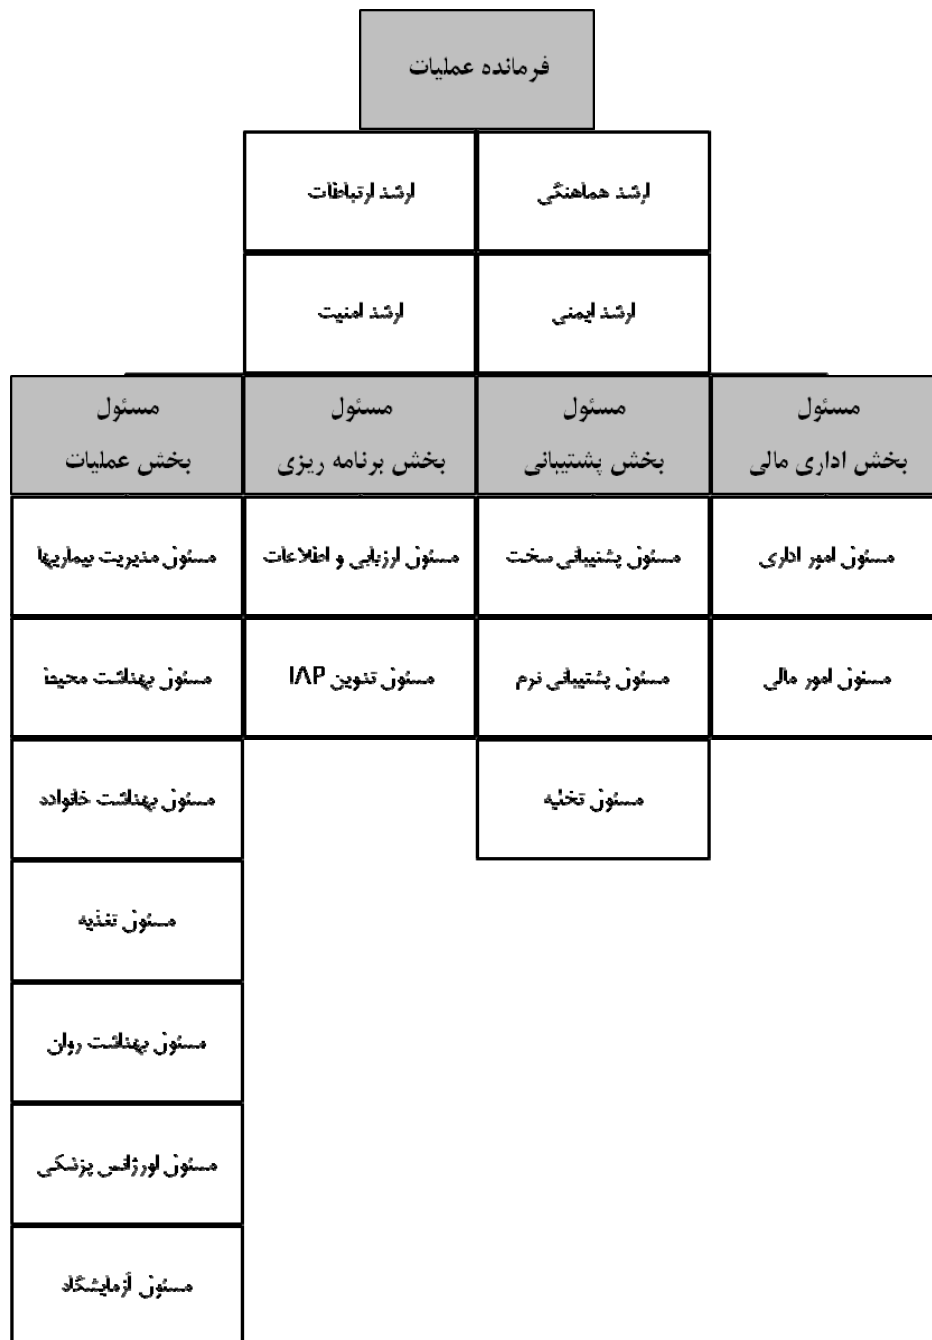 فرمانده عملیات
ارشد هماهنگی
ارشد ارتباطات
ارشد ایمنی
ارشد امنیت
مسئول
بخش اداری مالی
مسئول
بخش پشتیبانی
مسئول
بخش برنامه ریزی
مسئول
بخش عملیات
مسئول امور اداری
مسئول پشتیبانی سخت
مسئول ارزیابی و اطلاعات
مسئول مدیریت بیماریها
مسئول امور مالی
مسئول پشتیبانی نرم
مسئول تدوین IAP
مسئول بهداشت محیط
مسئول تخلیه
مسئول بهداشت خانواده
مسئول تغذیه
مسئول بهداشت روان
مسئول اورژانس پزشکی
مسئول آزمایشگاه